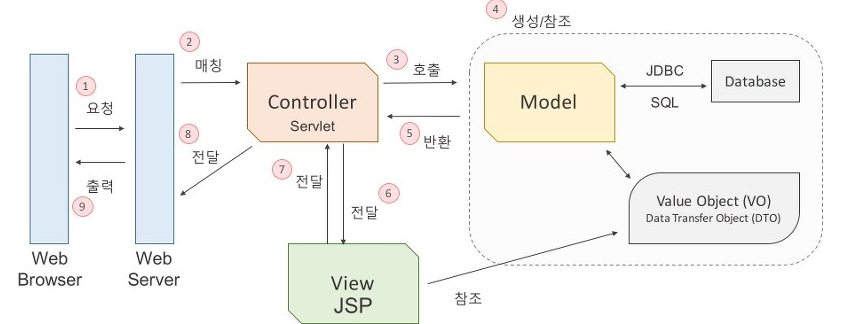 4
생성/참조
2
매칭
3
호출
1
요청
Controller
Servlet
Model
JDBC
SQL
Database
8
전달
5
반환
7
전달
6
전달
출력
9
Value Object (VO)
Data Transfer Object (DTO)
Web
Browser
Web
Server
View
JSP
참조